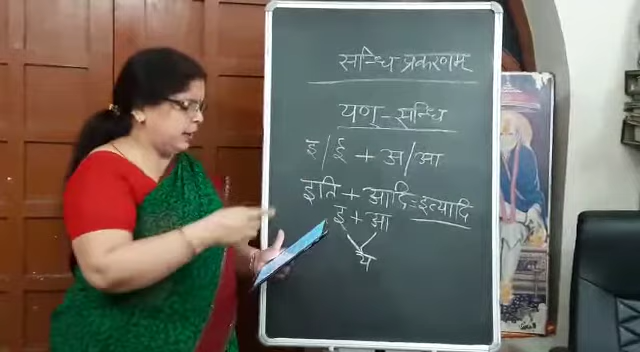 सन्धि प्रकरणम्
यण् - सन्धि
इ/ई + अ/आ
इति + आदि = इत्यादि
इ + आ
य